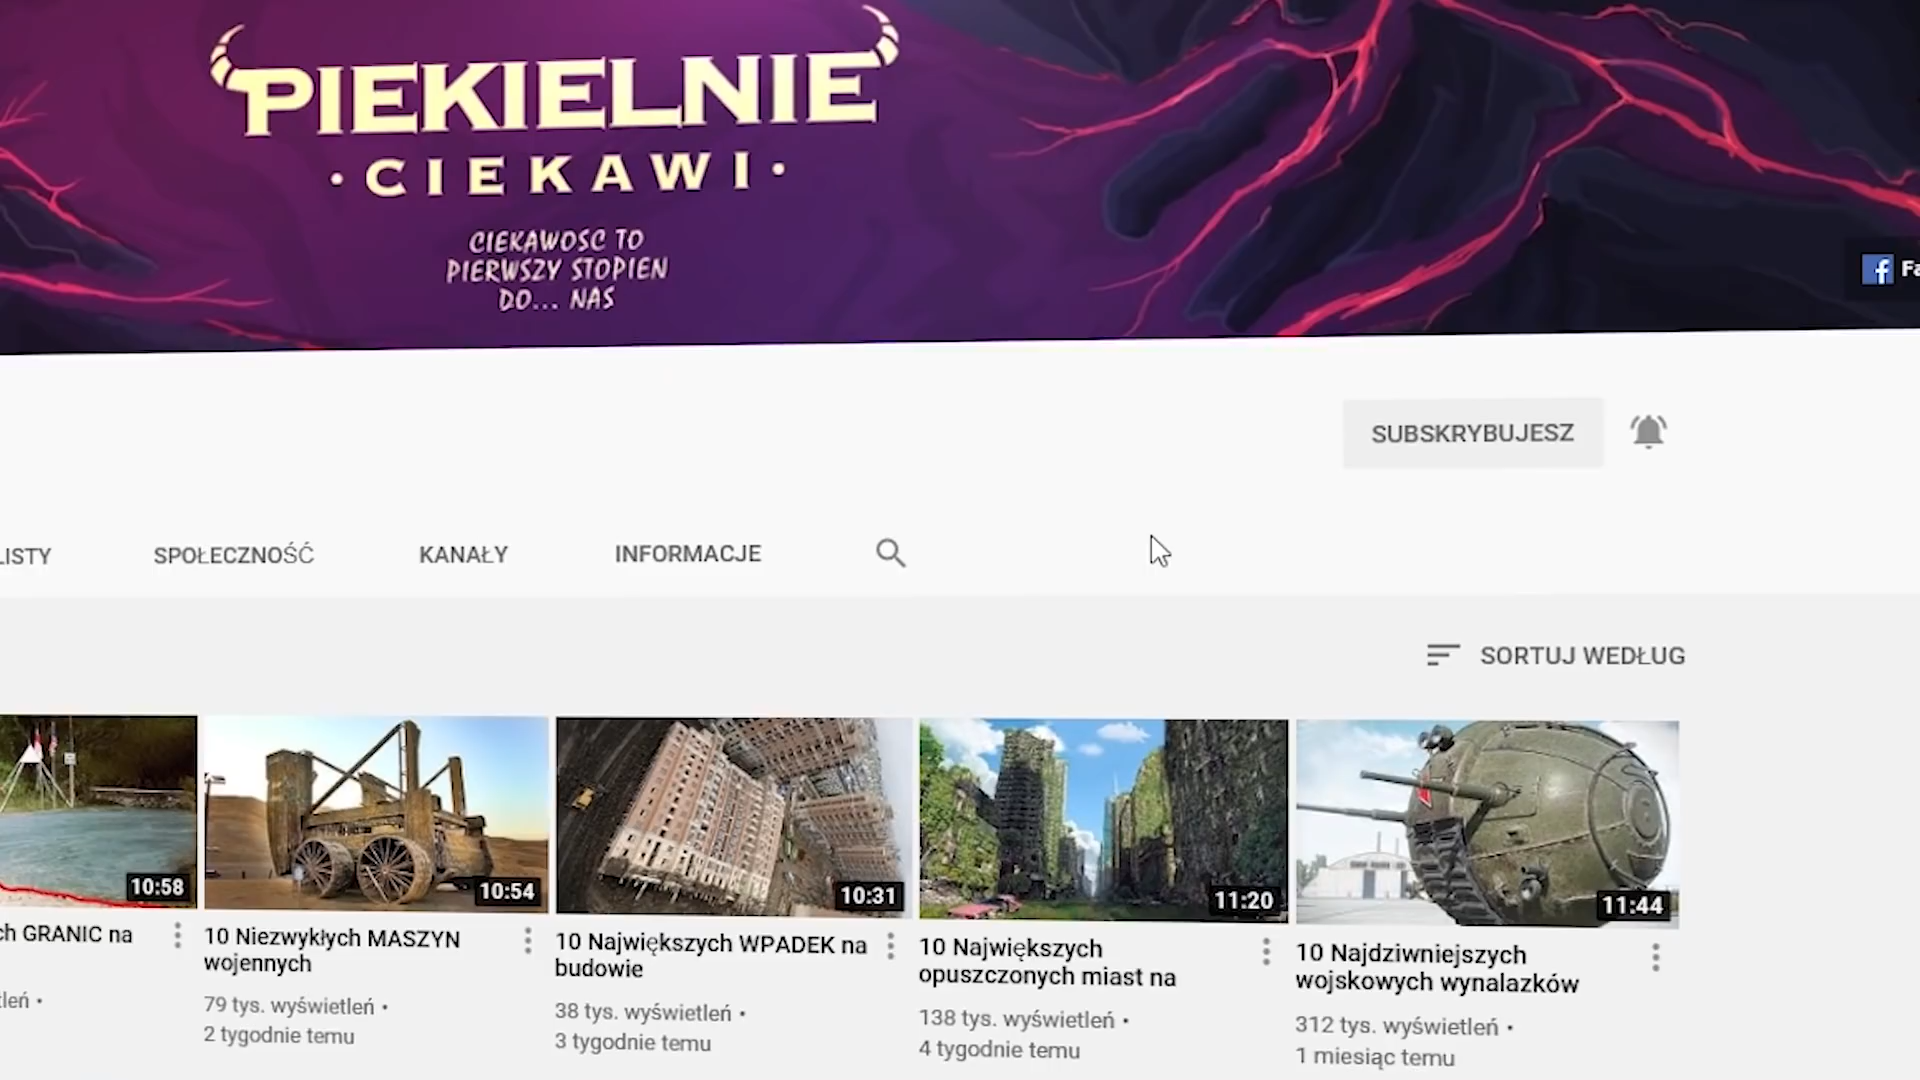 PIEKIELNIE
• CIEKAWI •
CIEKAWOSC TO
PIERWSZY STOPIEN
DO... NAS
f
SUBSKRYBUJESZ
SPOŁECZNOŚĆ
KANAŁY
INFORMACJE
SORTUJ WEDŁUG
10:58
10:54
10:31
11:20
11:44
GRANIC na
10 Niezwykłych MASZYN
wojennych
79 tys. wyświetleń •
2 tygodnie temu
10 Największych WPADEK na
budowie
38 tys. wyświetleń •
3 tygodnie temu
10 Największych
opuszczonych miast na
138 tys. wyświetleń •
4 tygodnie temu
10 Najdziwniejszych
wojskowych wynalazków
312 tys. wyświetleń •
1 miesiąc temu